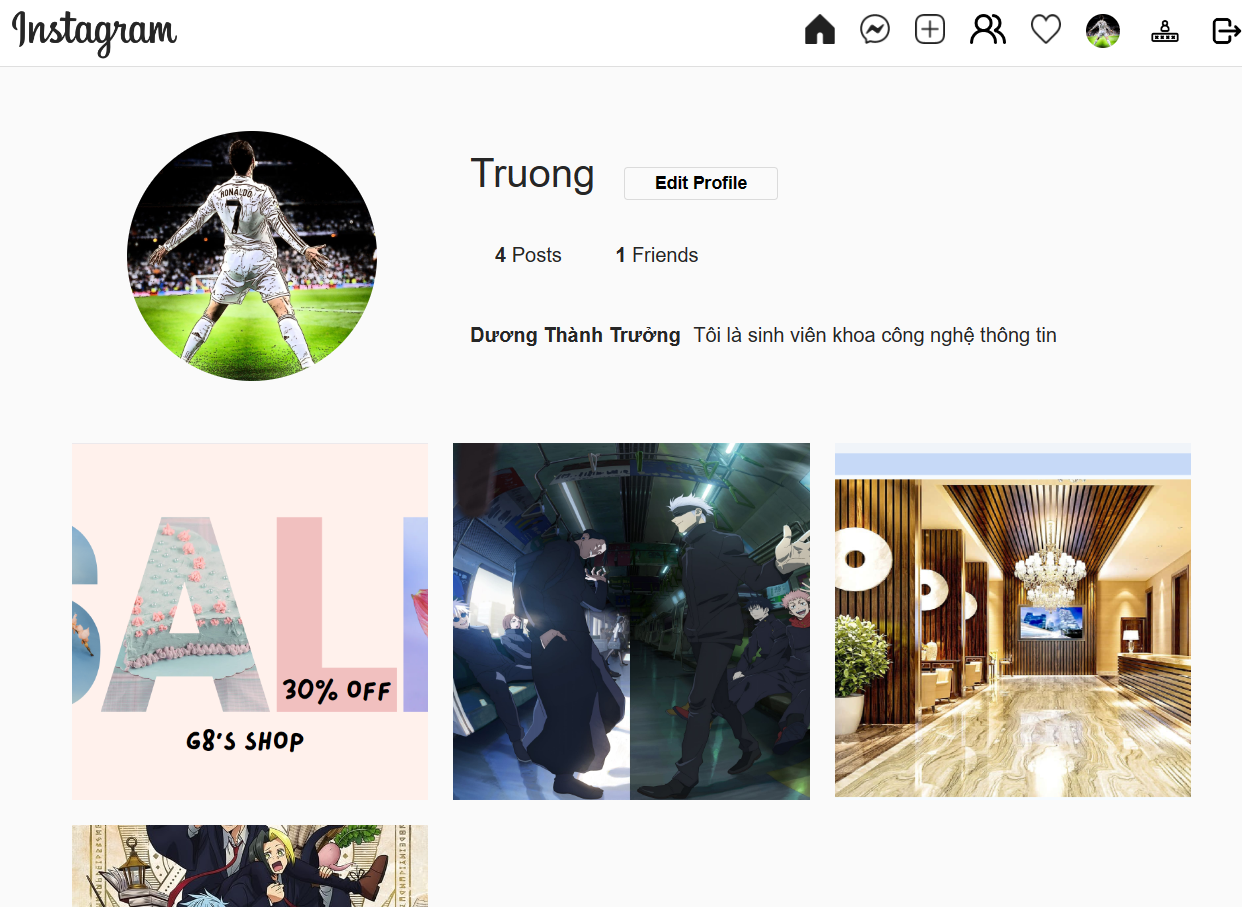 Instagram
Truong
Edit Profile
4 Posts
1 Friends
Dương Thành Trưởng Tôi là sinh viên khoa công nghệ thông tin
RONALDO
7
SAL
30% OFF
G8'S SHOP